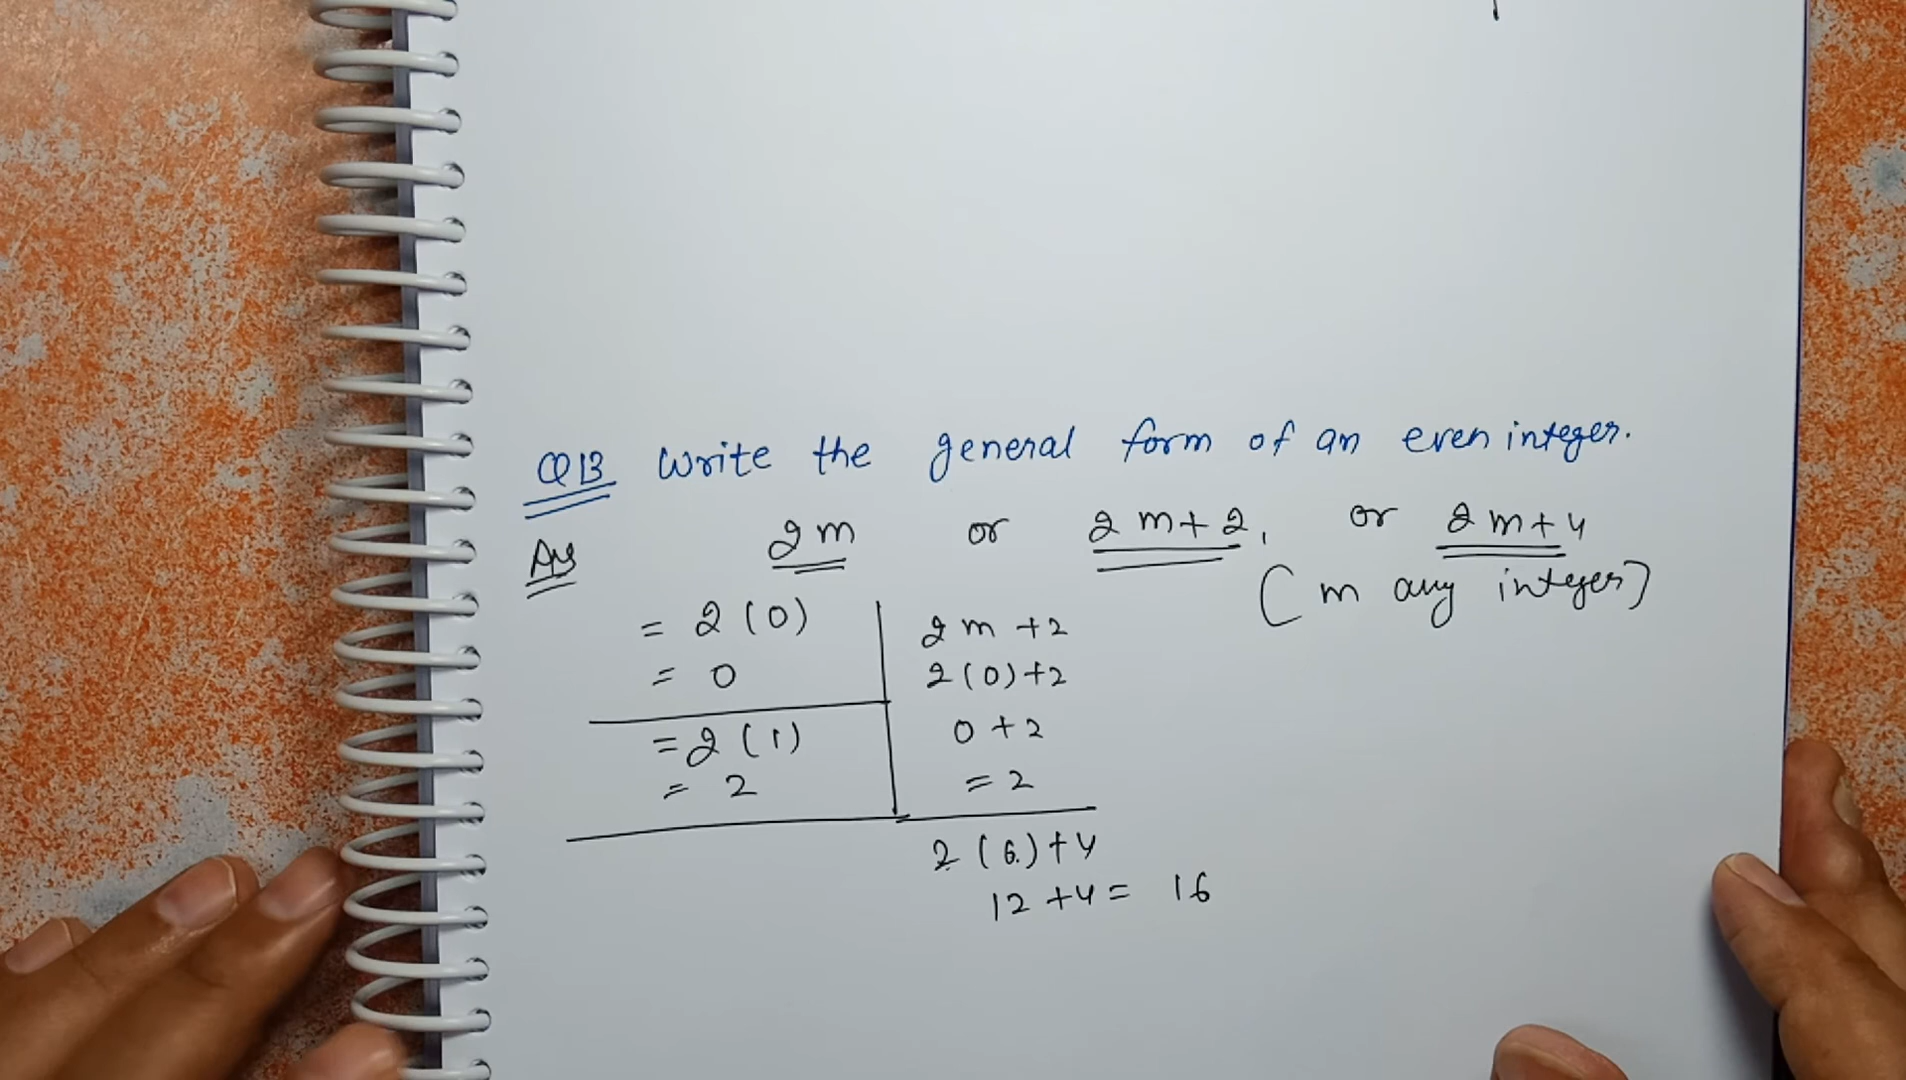 Q13 Write the general form of an even integer.
Ans 2m or 2m+2, or 2m+4
(m any integer)
= 2(0)
= 0
= 2(1)
= 2
2m +2
2(0)+2
0+2
= 2
2(6)+4
12+4 = 16